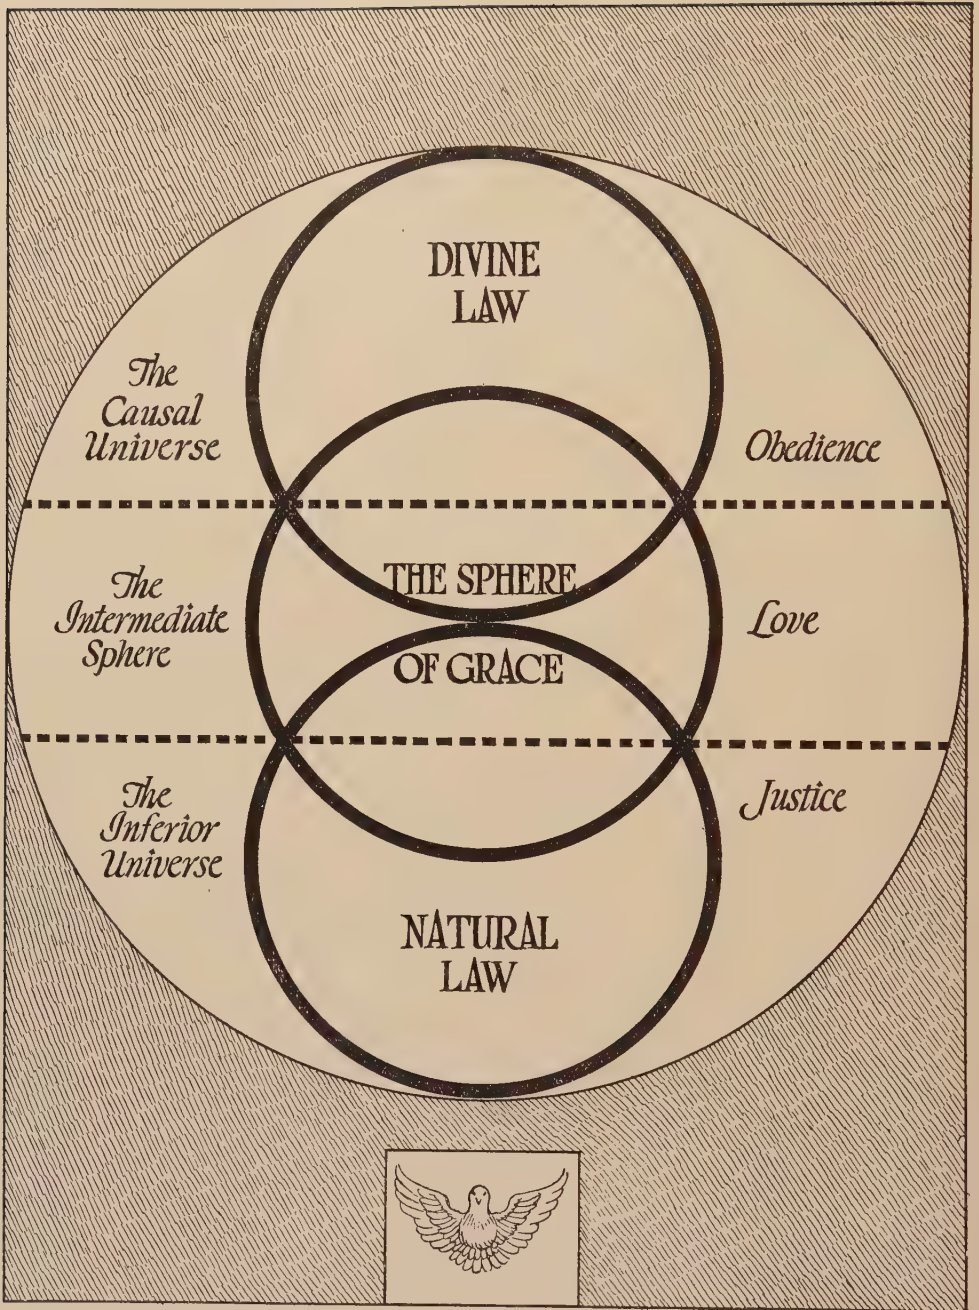 DIVINE
LAW
The
Causal
Universe
Obedience
THE SPHERE
The
Intermediate
Sphere
Love
OF GRACE
The
Inferior
Universe
Justice
NATURAL
LAW